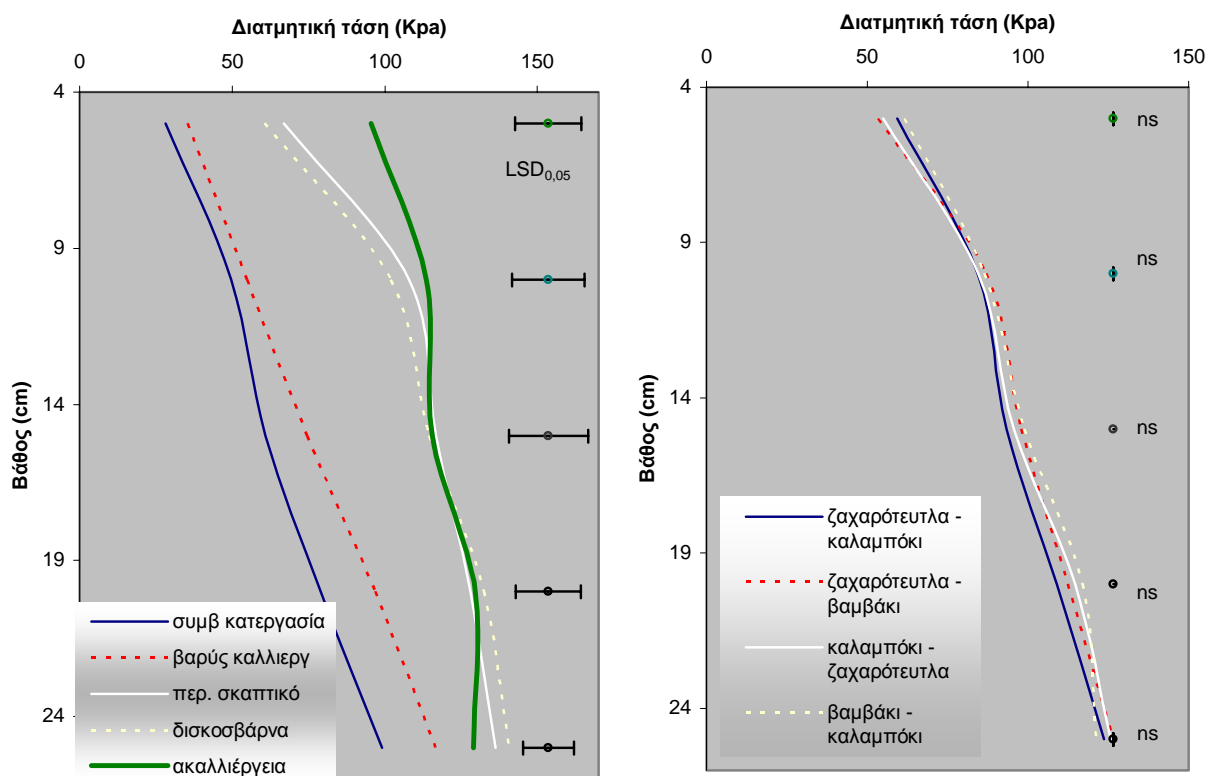 Διατμητική τάση (Kpa)
0 50 100 150
4
9
14
19
24
Βάθος (cm)
LSD0,05
συμβ κατεργασία
βαρύς καλλιεργ
περ. σκαπτικό
δισκοσβάρνα
ακαλλιέργεια
Διατμητική τάση (Kpa)
0 50 100 150
4
9
14
19
24
Βάθος (cm)
ns
ns
ns
ns
ns
ζαχαρότευτλα -
καλαμπόκι
ζαχαρότευτλα -
βαμβάκι
καλαμπόκι -
ζαχαρότευτλα
βαμβάκι -
καλαμπόκι